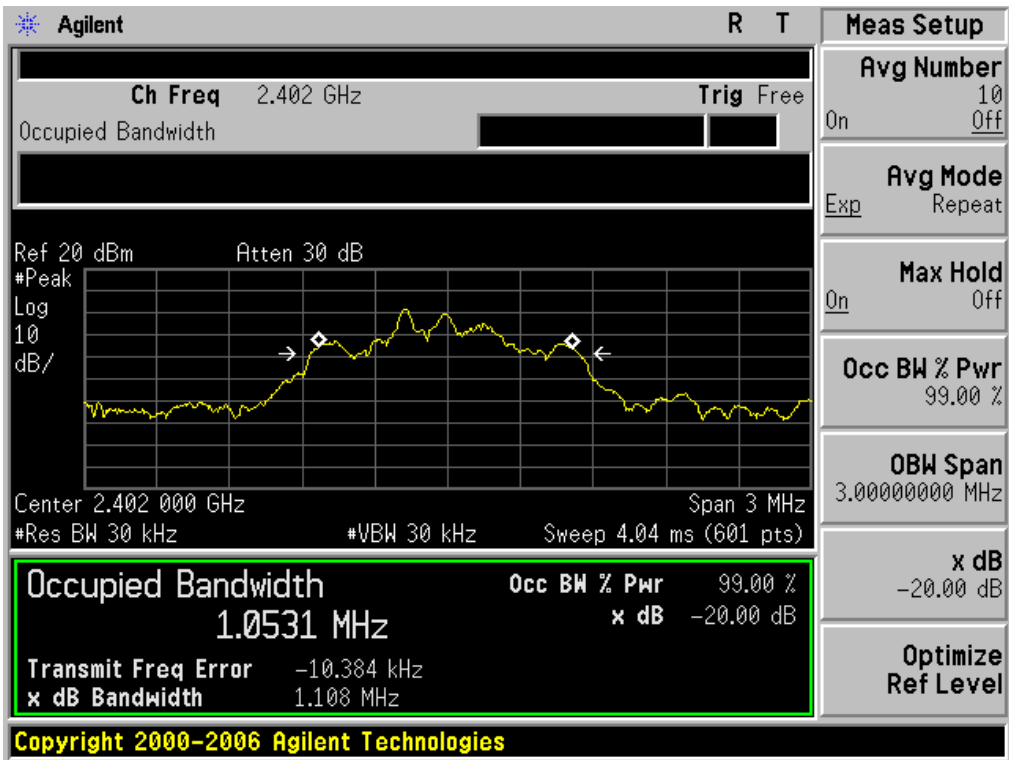 Agilent R T
Ch Freq 2.402 GHz Trig Free
Occupied Bandwidth
Ref 20 dBm Atten 30 dB
#Peak
Log
10
dB/
Center 2.402 000 GHz Span 3 MHz
#Res BW 30 kHz #VBW 30 kHz Sweep 4.04 ms (601 pts)
Occupied Bandwidth Occ BW % Pwr 99.00 %
1.0531 MHz x dB -20.00 dB
Transmit Freq Error -10.384 kHz
x dB Bandwidth 1.108 MHz
Copyright 2000-2006 Agilent Technologies
Meas Setup
Avg Number
10
On Off
Avg Mode
Exp Repeat
Max Hold
On Off
Occ BW % Pwr
99.00 %
OBW Span
3.00000000 MHz
x dB
-20.00 dB
Optimize
Ref Level